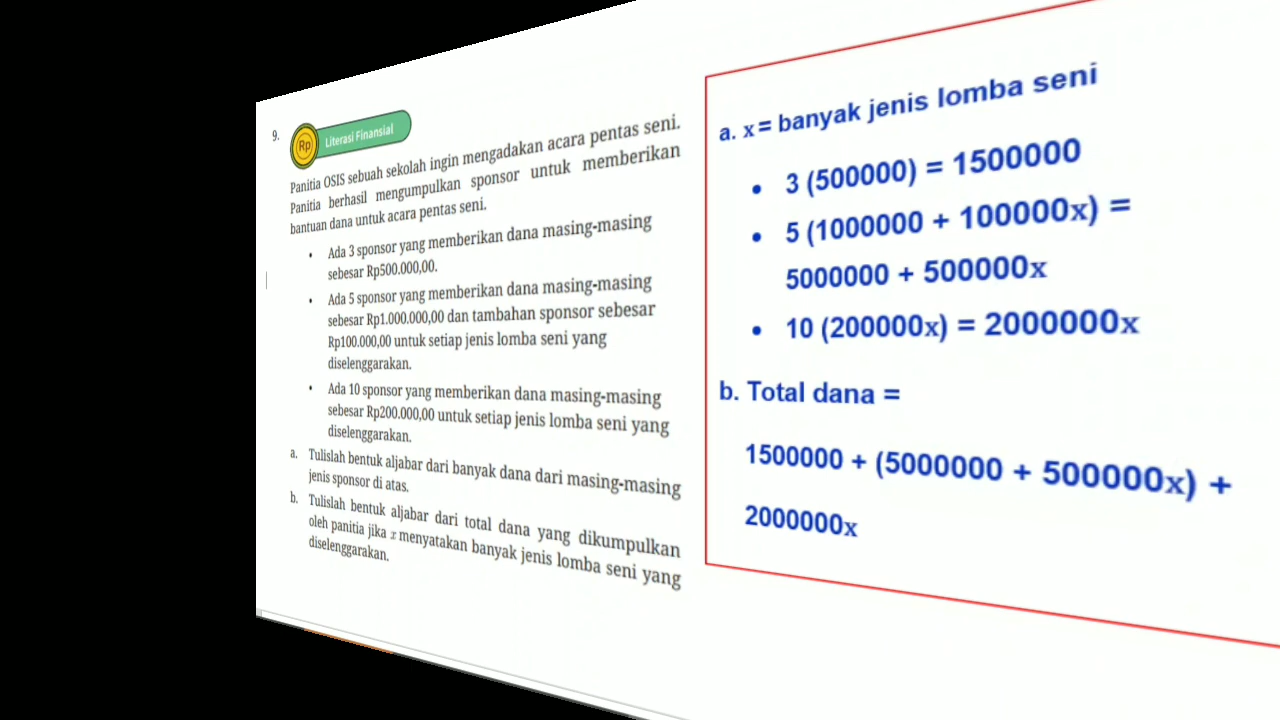 9.
Rp
Literasi Finansial
Panitia OSIS sebuah sekolah ingin mengadakan acara pentas seni.
Panitia berhasil mengumpulkan sponsor untuk memberikan
bantuan dana untuk acara pentas seni.
• Ada 3 sponsor yang memberikan dana masing-masing
sebesar Rp500.000,00.
• Ada 5 sponsor yang memberikan dana masing-masing
sebesar Rp1.000.000,00 dan tambahan sponsor sebesar
Rp100.000,00 untuk setiap jenis lomba seni yang
diselenggarakan.
• Ada 10 sponsor yang memberikan dana masing-masing
sebesar Rp200.000,00 untuk setiap jenis lomba seni yang
diselenggarakan.
a. Tulislah bentuk aljabar dari banyak dana dari masing-masing
jenis sponsor di atas.
b. Tulislah bentuk aljabar dari total dana yang dikumpulkan
oleh panitia jika x menyatakan banyak jenis lomba seni yang
diselenggarakan.
a. x = banyak jenis lomba seni
• 3 (500000) = 1500000
• 5 (1000000 + 100000x) =
5000000 + 500000x
• 10 (200000x) = 2000000x
b. Total dana =
1500000 + (5000000 + 500000x) +
2000000x